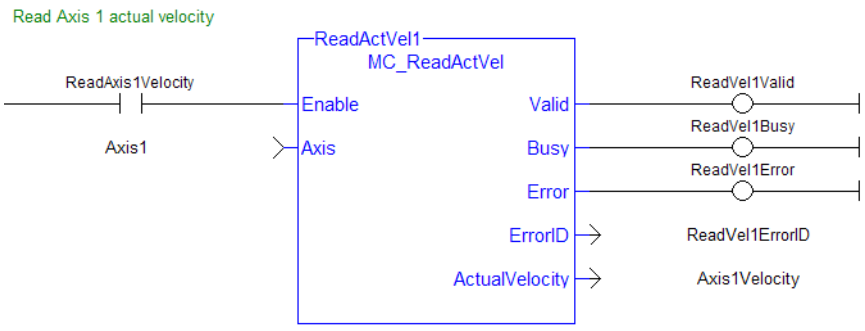 Read Axis 1 actual velocity
ReadActVel1
MC_ReadActVel
ReadAxis1Velocity
Enable
Valid
ReadVel1Valid
Axis1
Axis
Busy
ReadVel1Busy
Error
ReadVel1Error
ErrorID
ReadVel1ErrorID
ActualVelocity
Axis1Velocity